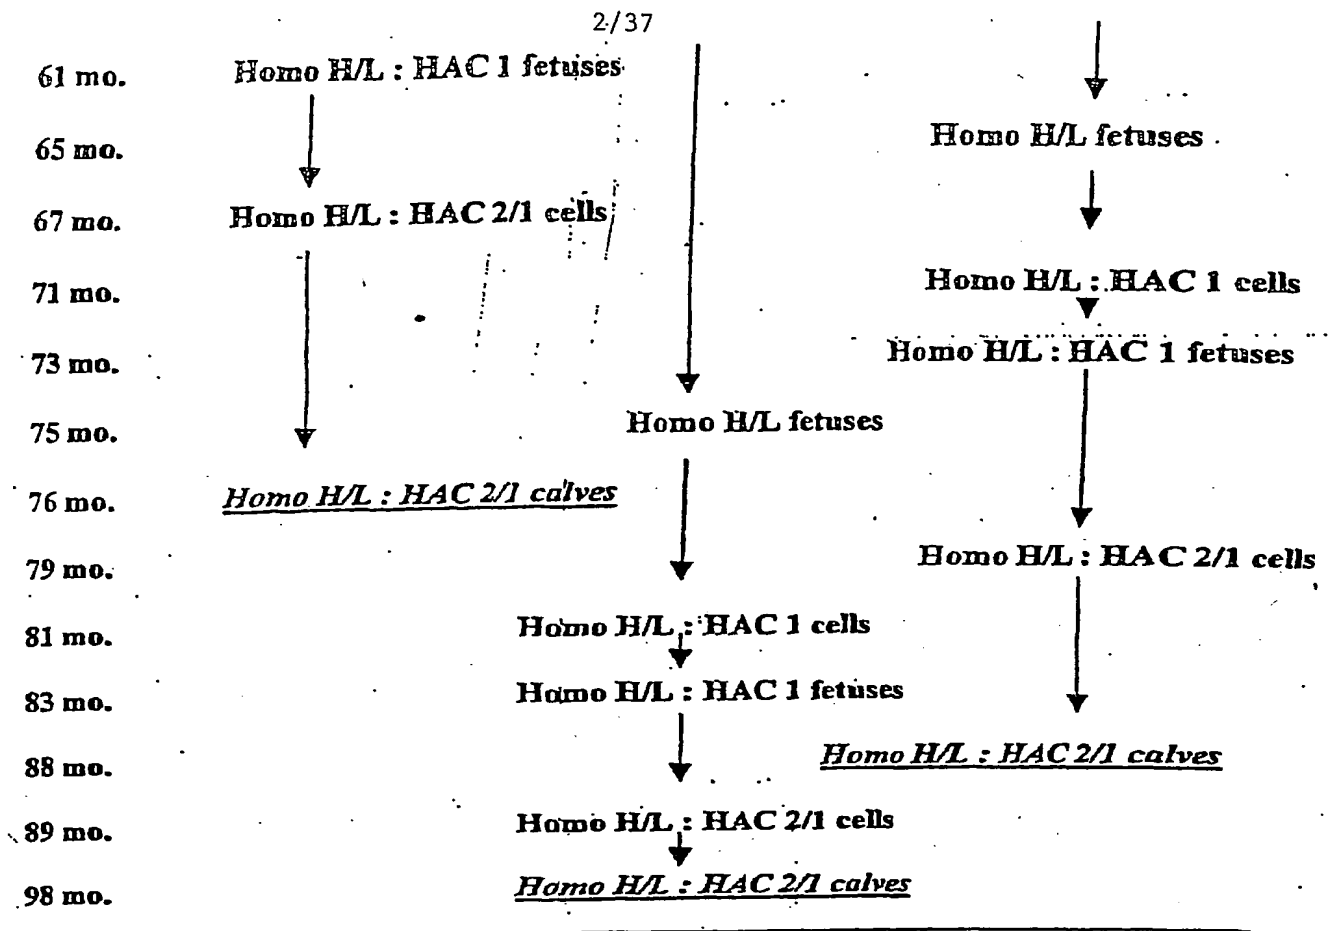 2/37
61 mo. Homo H/L : HAC 1 fetuses
65 mo. Homo H/L fetuses
67 mo. Homo H/L : HAC 2/1 cells
71 mo. Homo H/L : HAC 1 cells
73 mo. Homo H/L : HAC 1 fetuses
75 mo. Homo H/L fetuses
76 mo. Homo H/L : HAC 2/1 calves
79 mo. Homo H/L : HAC 2/1 cells
81 mo. Homo H/L : HAC 1 cells
83 mo. Homo H/L : HAC 1 fetuses
88 mo. Homo H/L : HAC 2/1 calves
89 mo. Homo H/L : HAC 2/1 cells
98 mo. Homo H/L : HAC 2/1 calves